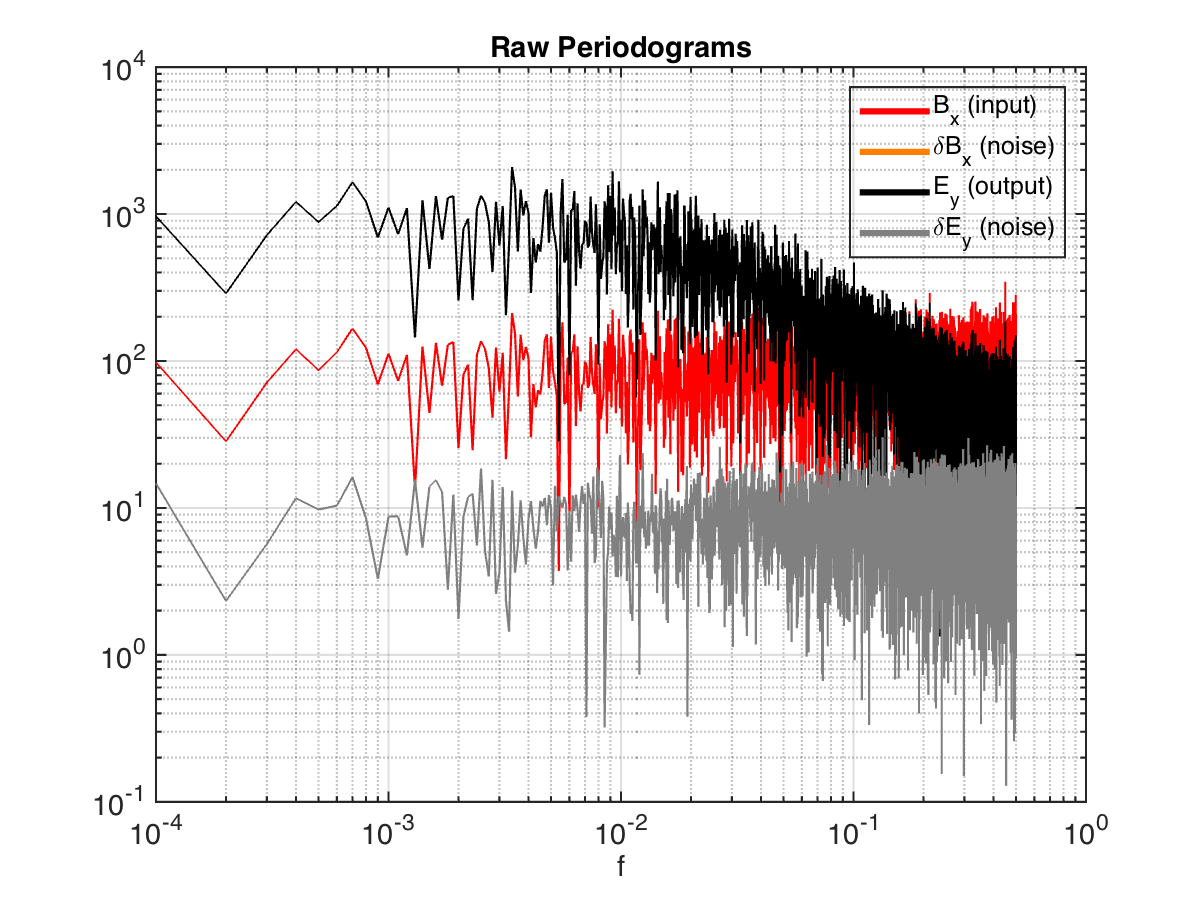 Raw Periodograms
10^4
10^3
10^2
10^1
10^0
10^-1
B_x (input)
δB_x (noise)
E_y (output)
δE_y (noise)
10^-4 10^-3 10^-2 10^-1 10^0
f